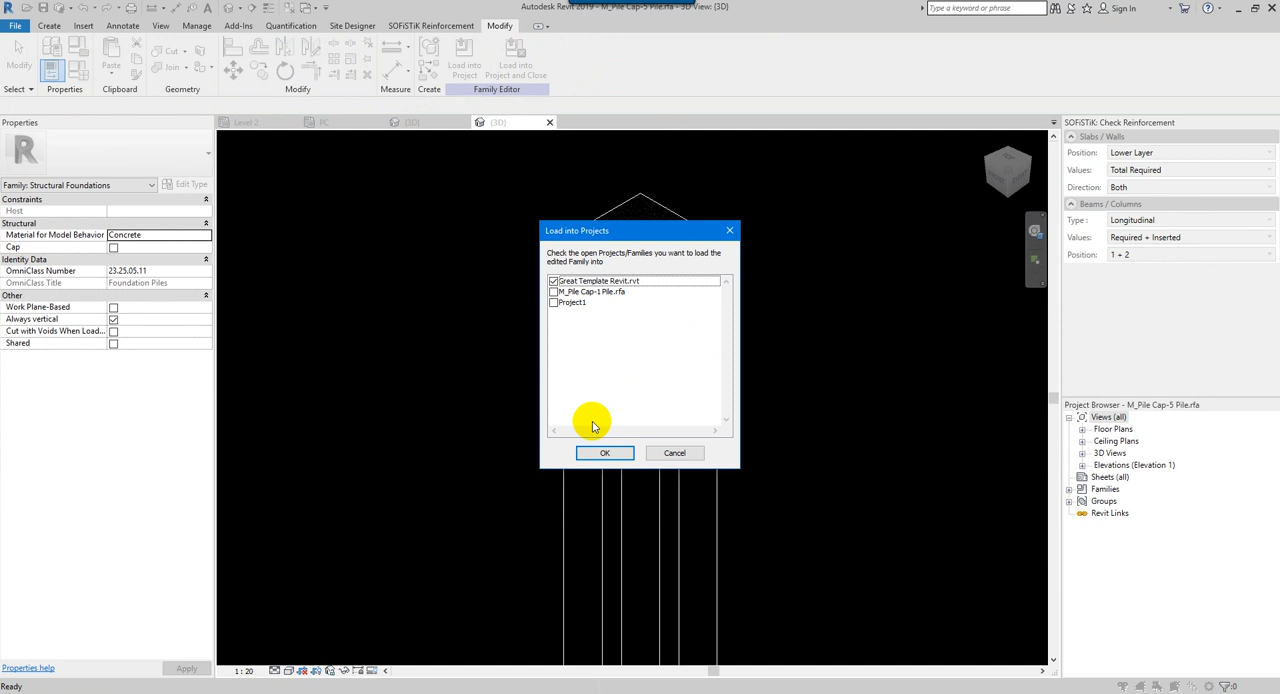 Autodesk Revit 2019 - M_Pile Cap-5 Pile.rfa - 3D View: {3D}
Type a keyword or phrase
Sign In
File Create Insert Annotate View Manage Add-Ins Quantification Site Designer SOFiSTiK Reinforcement Modify
Modify
Paste
Cut
Join
Load into Project
Load into Project and Close
Select Properties Clipboard Geometry Modify Measure Create Family Editor
Properties
Level 2
PC
{3D}
{3D}
Family: Structural Foundations
Edit Type
Constraints
Host
Structural
Material for Model Behavior Concrete
Cap
Identity Data
OmniClass Number 23.25.05.11
OmniClass Title Foundation Piles
Other
Work Plane-Based
Always vertical
Cut with Voids When Load...
Shared
Properties help
Apply
Load into Projects
Check the open Projects/Families you want to load the
edited Family into
Great Template Revit.rvt
M_Pile Cap-1 Pile.rfa
Project1
OK
Cancel
SOFiSTiK: Check Reinforcement
Slabs / Walls
Position: Lower Layer
Values: Total Required
Direction: Both
Beams / Columns
Type : Longitudinal
Values: Required + Inserted
Position: 1 + 2
Project Browser - M_Pile Cap-5 Pile.rfa
Views (all)
Floor Plans
Ceiling Plans
3D Views
Elevations (Elevation 1)
Sheets (all)
Families
Groups
Revit Links
1 : 20
Ready
:0